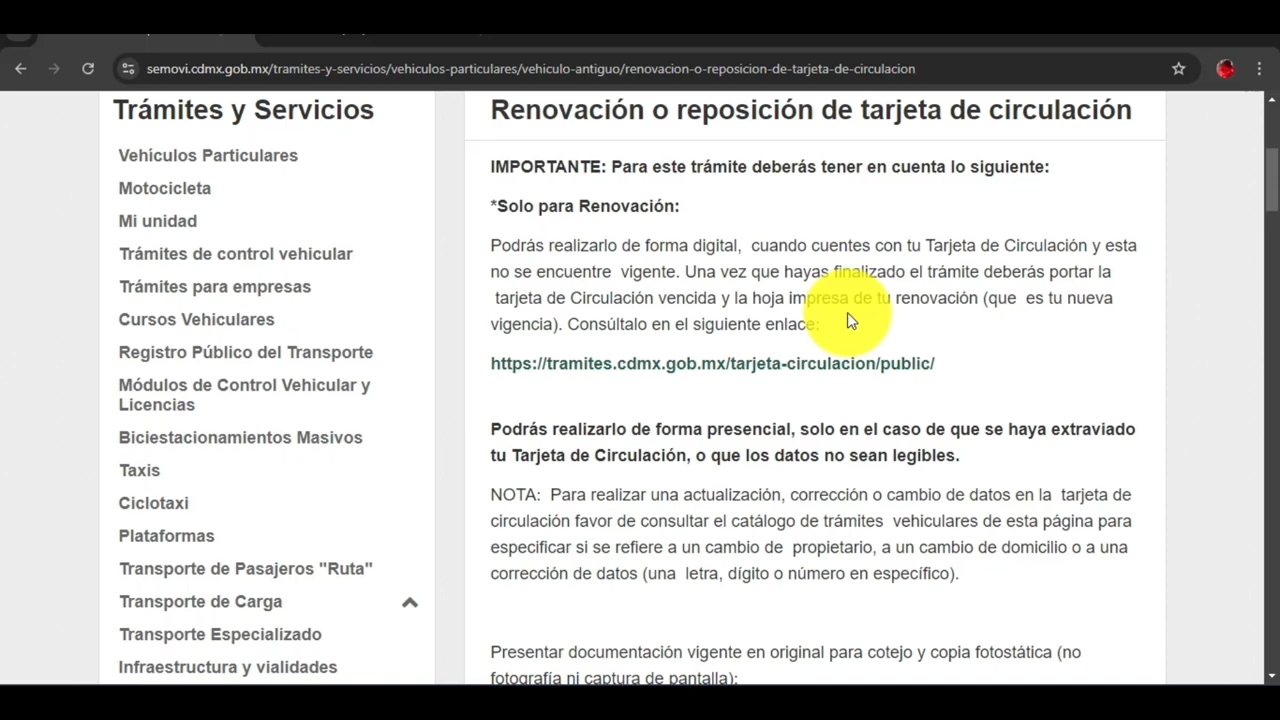 semovi.cdmx.gob.mx/tramites-y-servicios/vehiculos-particulares/vehiculo-antiguo/renovacion-o-reposicion-de-tarjeta-de-circulacion
Trámites y Servicios
Vehículos Particulares
Motocicleta
Mi unidad
Trámites de control vehicular
Trámites para empresas
Cursos Vehiculares
Registro Público del Transporte
Módulos de Control Vehicular y
Licencias
Biciestacionamientos Masivos
Taxis
Ciclotaxi
Plataformas
Transporte de Pasajeros "Ruta"
Transporte de Carga
Transporte Especializado
Infraestructura y vialidades
Renovación o reposición de tarjeta de circulación
IMPORTANTE: Para este trámite deberás tener en cuenta lo siguiente:
*Solo para Renovación:
Podrás realizarlo de forma digital, cuando cuentes con tu Tarjeta de Circulación y esta
no se encuentre vigente. Una vez que hayas finalizado el trámite deberás portar la
tarjeta de Circulación vencida y la hoja impresa de tu renovación (que es tu nueva
vigencia). Consúltalo en el siguiente enlace:
https://tramites.cdmx.gob.mx/tarjeta-circulacion/public/
Podrás realizarlo de forma presencial, solo en el caso de que se haya extraviado
tu Tarjeta de Circulación, o que los datos no sean legibles.
NOTA: Para realizar una actualización, corrección o cambio de datos en la tarjeta de
circulación favor de consultar el catálogo de trámites vehiculares de esta página para
especificar si se refiere a un cambio de propietario, a un cambio de domicilio o a una
corrección de datos (una letra, dígito o número en específico).
Presentar documentación vigente en original para cotejo y copia fotostática (no
fotografía ni captura de pantalla):